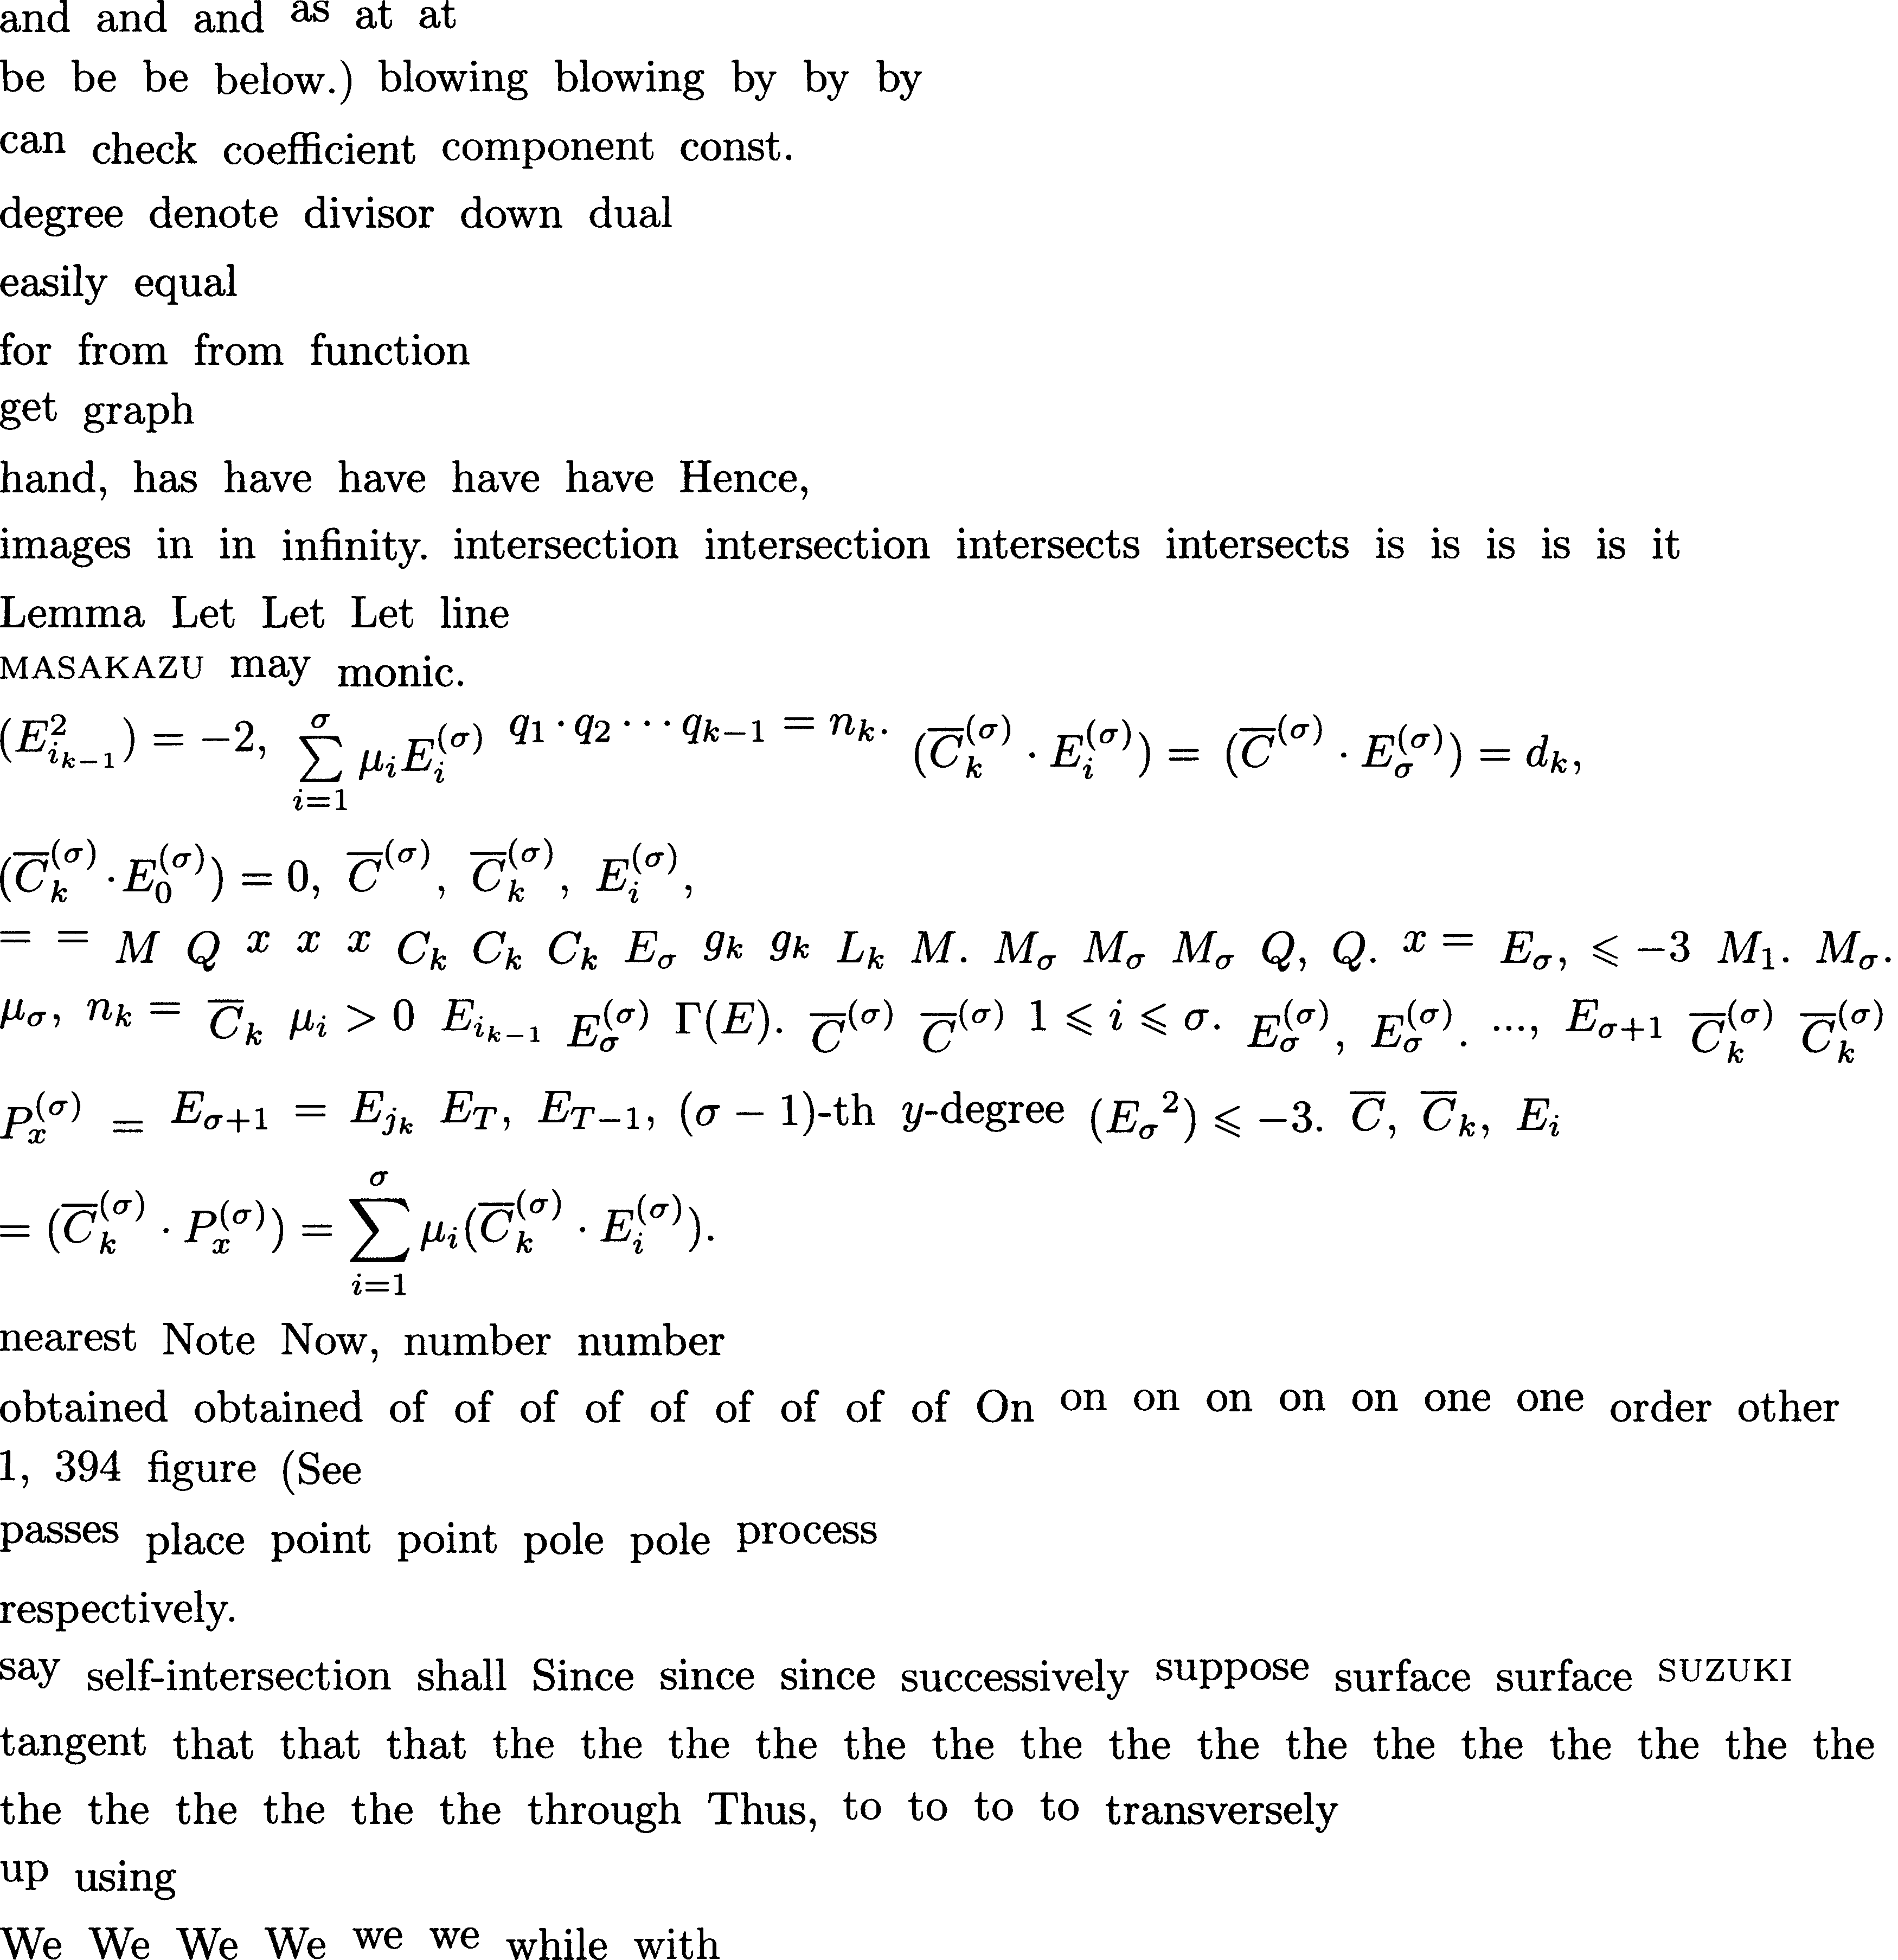 and and and as at at
be be be below.) blowing blowing by by by
can check coefficient component const.
degree denote divisor down dual
easily equal
for from from function
get graph
hand, has have have have have Hence,
images in in infinity. intersection intersection intersects intersects is is is is is it
Lemma Let Let Let line
MASAKAZU may monic.
$(E_{i_{k-1}}^2) = -2,$ $\sum_{i=1}^{\sigma} \mu_i E_i^{(\sigma)}$ $q_1 \cdot q_2 \cdots q_{k-1} = n_k.$ $(\overline{C}_k^{(\sigma)} \cdot E_i^{(\sigma)}) =$ $(\overline{C}^{(\sigma)} \cdot E_\sigma^{(\sigma)}) = d_k,$
$(\overline{C}_k^{(\sigma)} \cdot E_0^{(\sigma)}) = 0,$ $\overline{C}^{(\sigma)},$ $\overline{C}_k^{(\sigma)},$ $E_i^{(\sigma)},$
$=$ $=$ $M$ $Q$ $x$ $x$ $x$ $C_k$ $C_k$ $C_k$ $E_\sigma$ $g_k$ $g_k$ $L_k$ $M.$ $M_\sigma$ $M_\sigma$ $M_\sigma$ $Q,$ $Q.$ $x =$ $E_\sigma,$ $\leqslant -3$ $M_1.$ $M_\sigma.$
$\mu_\sigma,$ $n_k =$ $\overline{C}_k$ $\mu_i > 0$ $E_{i_{k-1}}$ $E_\sigma^{(\sigma)}$ $\Gamma(E).$ $\overline{C}^{(\sigma)}$ $\overline{C}^{(\sigma)}$ $1 \leqslant i \leqslant \sigma.$ $E_\sigma^{(\sigma)},$ $E_\sigma^{(\sigma)}.$ $...,$ $E_{\sigma+1}$ $\overline{C}_k^{(\sigma)}$ $\overline{C}_k^{(\sigma)}$
$P_x^{(\sigma)}$ $=$ $E_{\sigma+1}$ $=$ $E_{j_k}$ $E_T,$ $E_{T-1},$ $(\sigma - 1)$-th $y$-degree $({E_\sigma}^2) \leqslant -3.$ $\overline{C},$ $\overline{C}_k,$ $E_i$
$= (\overline{C}_k^{(\sigma)} \cdot P_x^{(\sigma)}) = \sum_{i=1}^{\sigma} \mu_i (\overline{C}_k^{(\sigma)} \cdot E_i^{(\sigma)}).$
nearest Note Now, number number
obtained obtained of of of of of of of of of On on on on on on one one order other
1, 394 figure (See
passes place point point pole pole process
respectively.
say self-intersection shall Since since since successively suppose surface surface SUZUKI
tangent that that that the the the the the the the the the the the the the the the the
the the the the the the through Thus, to to to to transversely
up using
We We We We we we while with